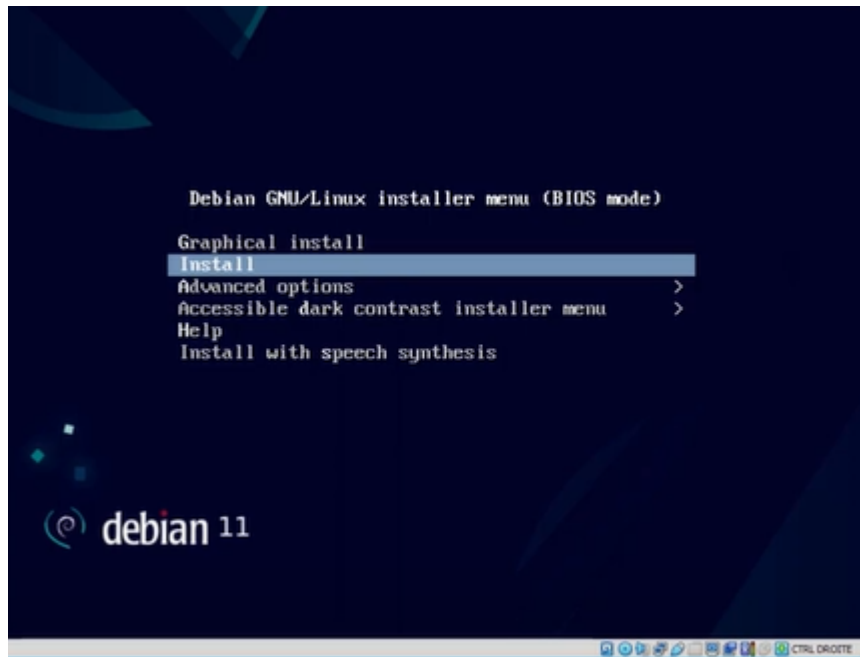 Debian GNU/Linux installer menu (BIOS mode)
Graphical install
Install
Advanced options >
Accessible dark contrast installer menu >
Help
Install with speech synthesis
debian 11
CTRL DROITE